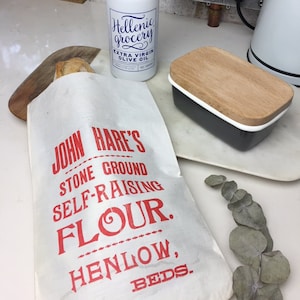 Hellenic
grocery
EXTRA VIRGIN
OLIVE OIL
JOHN HARE'S
STONE GROUND
SELF-RAISING
FLOUR.
HENLOW,
BEDS.